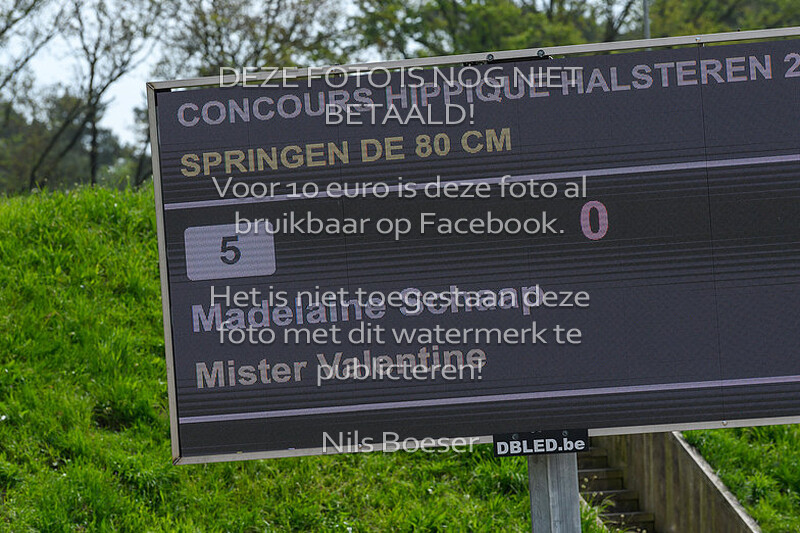 DEZE FOTO IS NOG NIET
BETAALD!
CONCOURS HIPPIQUE HALSTEREN 2
SPRINGEN DE 80 CM
Voor 10 euro is deze foto al
bruikbaar op Facebook.
5
0
Het is niet toegestaan deze
Madelaine Schaap
foto met dit watermerk te
Mister Valentine
publiceren!
Nils Boeser
DBLED.be